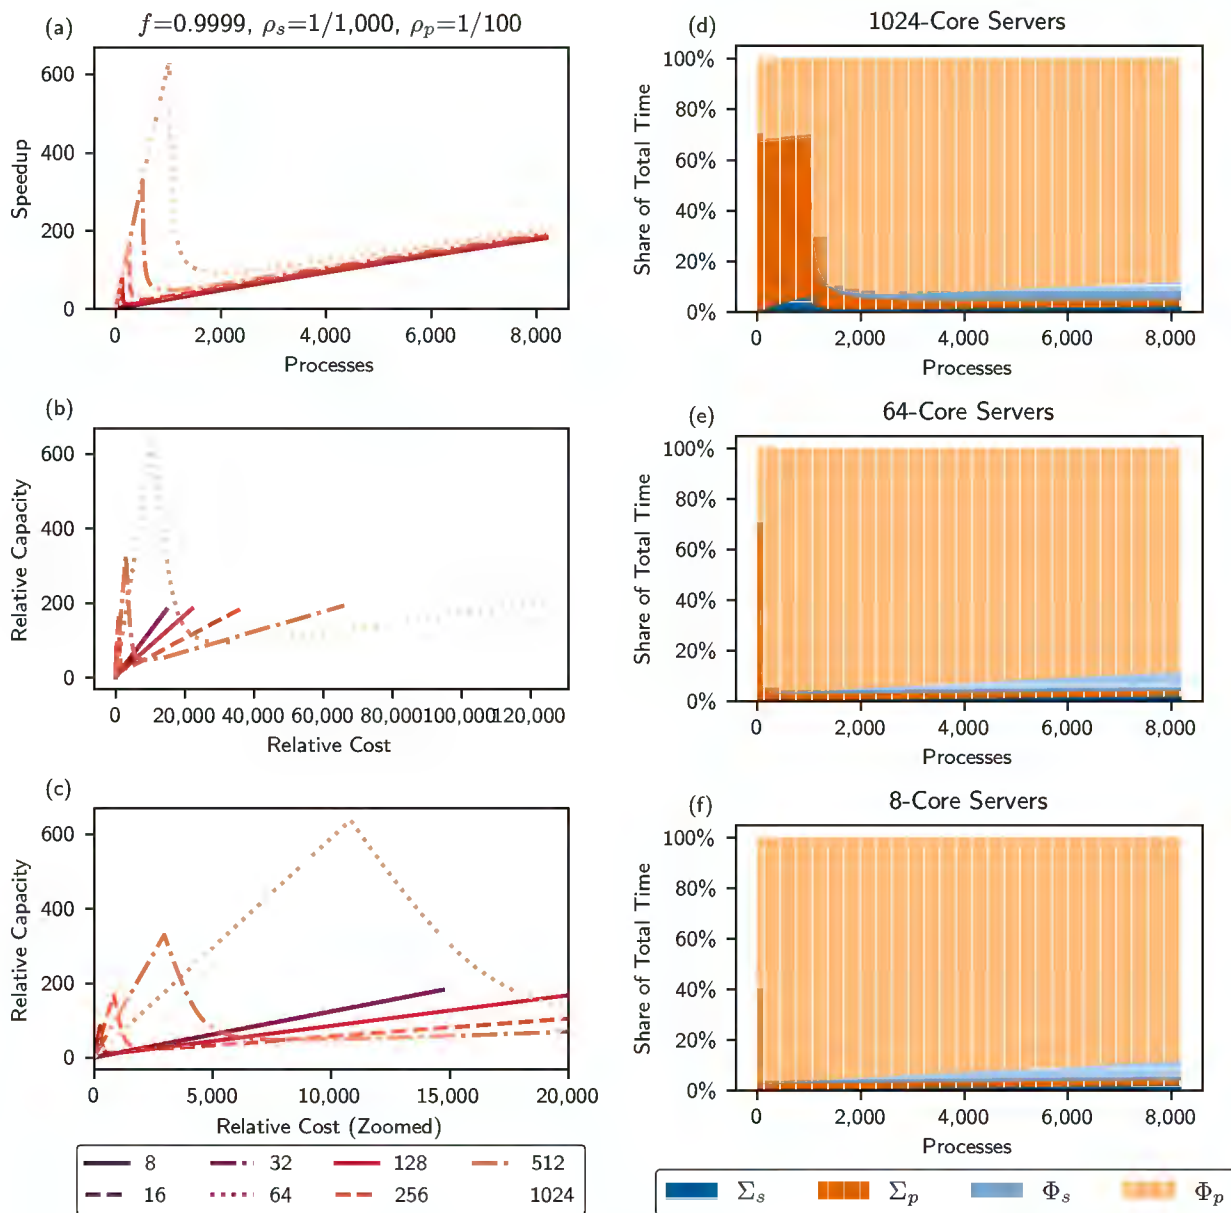 (a)
f=0.9999, ρs=1/1,000, ρp=1/100
600
400
200
0
Speedup
0 2,000 4,000 6,000 8,000
Processes
(b)
600
400
200
0
Relative Capacity
0 20,000 40,000 60,000 80,000 100,000 120,000
Relative Cost
(c)
600
400
200
0
Relative Capacity
0 5,000 10,000 15,000 20,000
Relative Cost (Zoomed)
8 32 128 512
16 64 256 1024
(d)
1024-Core Servers
100%
80%
60%
40%
20%
0%
Share of Total Time
0 2,000 4,000 6,000 8,000
Processes
(e)
64-Core Servers
100%
80%
60%
40%
20%
0%
Share of Total Time
0 2,000 4,000 6,000 8,000
Processes
(f)
8-Core Servers
100%
80%
60%
40%
20%
0%
Share of Total Time
0 2,000 4,000 6,000 8,000
Processes
Σs Σp Φs Φp